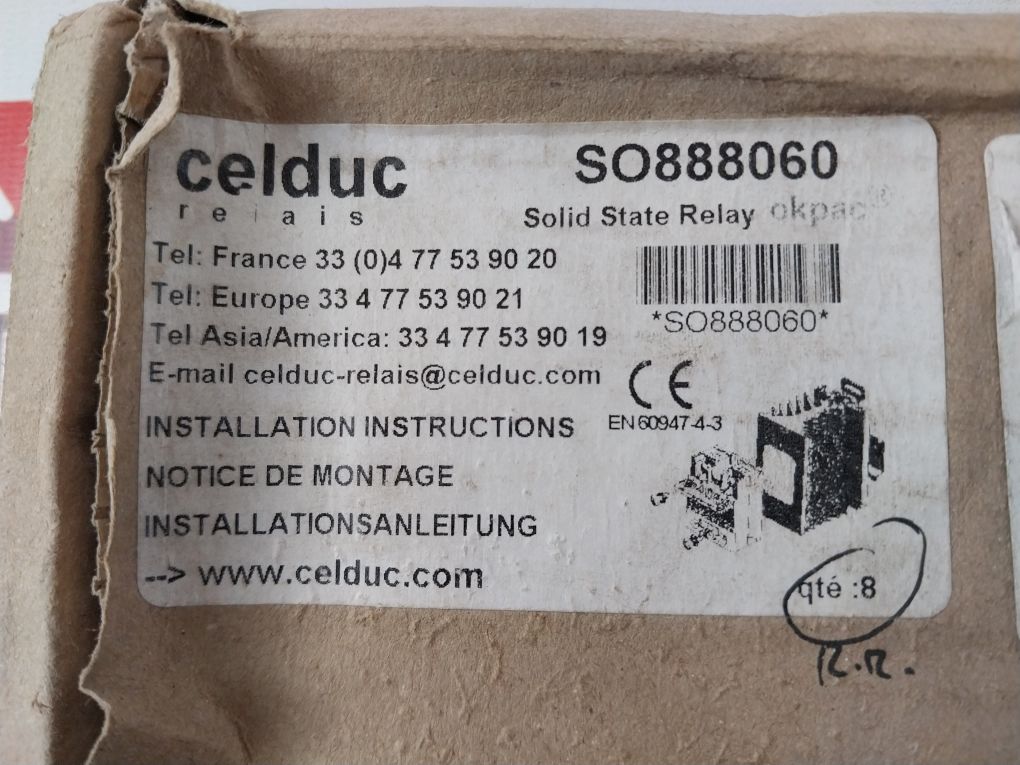 celduc
relais
SO888060
Solid State Relay okpac®
Tel: France 33 (0)4 77 53 90 20
Tel: Europe 33 4 77 53 90 21
Tel Asia/America: 33 4 77 53 90 19
E-mail celduc-relais@celduc.com
*SO888060*
CE
EN 60947-4-3
INSTALLATION INSTRUCTIONS
NOTICE DE MONTAGE
INSTALLATIONSANLEITUNG
--> www.celduc.com
qté :8